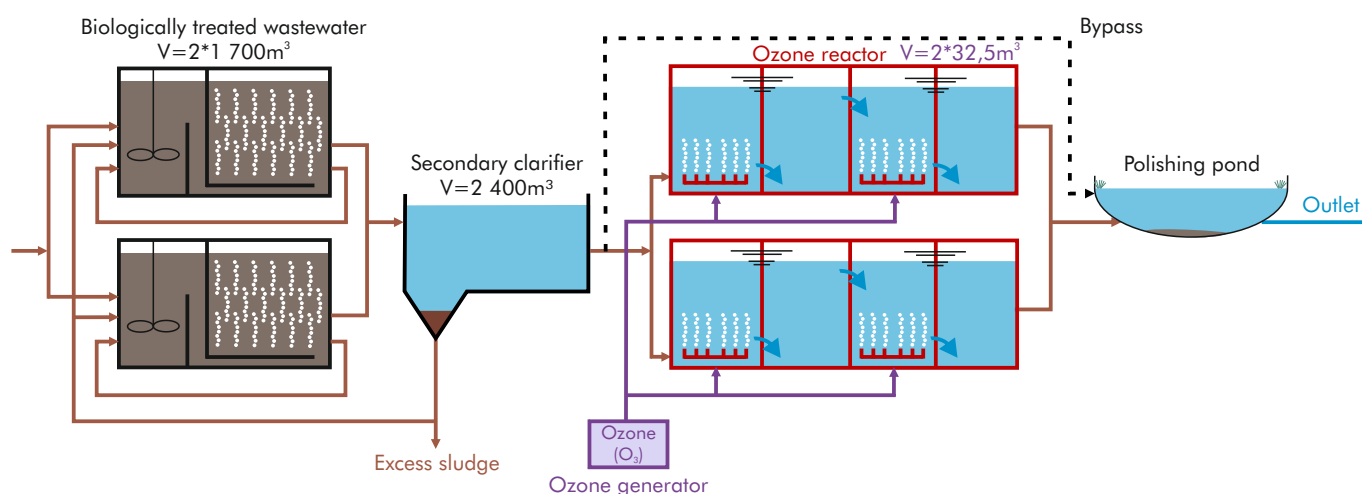 Biologically treated wastewater
V=2*1 700m³
Bypass
Ozone reactor V=2*32,5m³
Secondary clarifier
V=2 400m³
Polishing pond
Outlet
Excess sludge
Ozone
(O₃)
Ozone generator